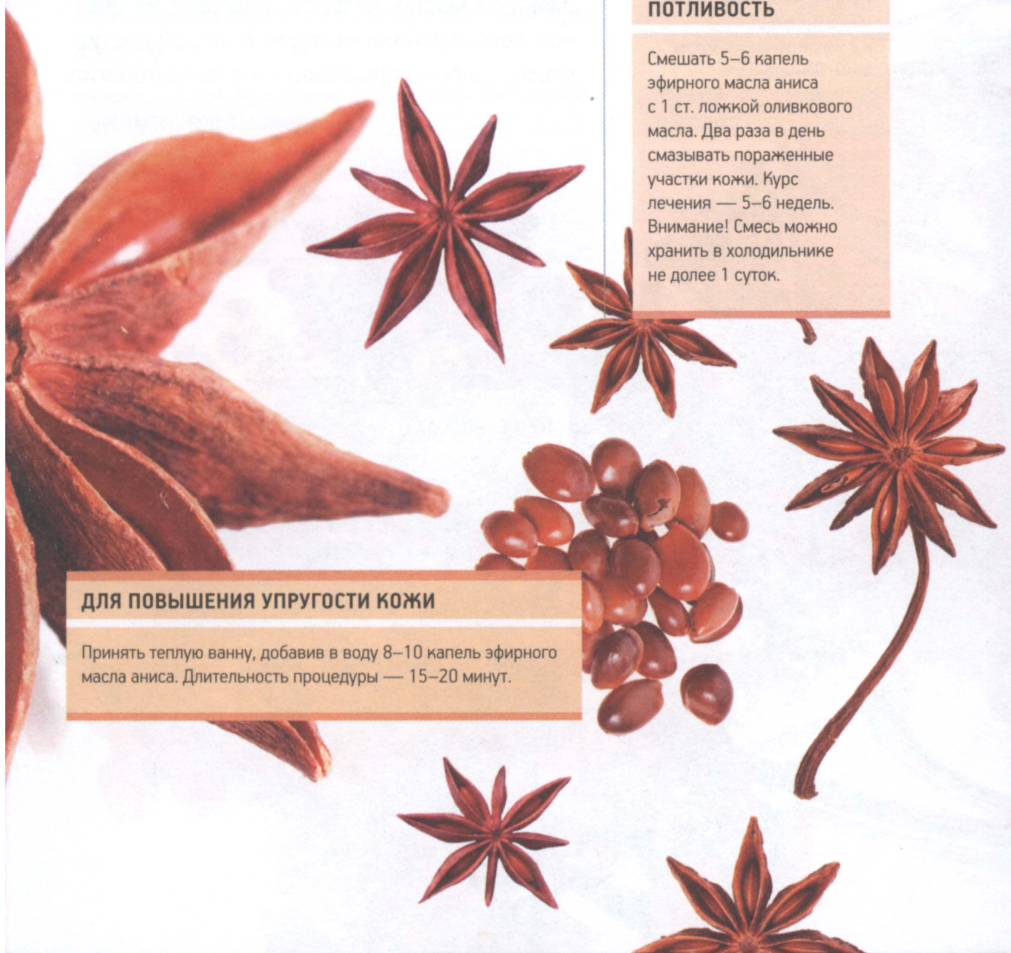 ПОТЛИВОСТЬ
Смешать 5–6 капель
эфирного масла аниса
с 1 ст. ложкой оливкового
масла. Два раза в день
смазывать пораженные
участки кожи. Курс
лечения — 5–6 недель.
Внимание! Смесь можно
хранить в холодильнике
не долее 1 суток.
ДЛЯ ПОВЫШЕНИЯ УПРУГОСТИ КОЖИ
Принять теплую ванну, добавив в воду 8–10 капель эфирного
масла аниса. Длительность процедуры — 15–20 минут.